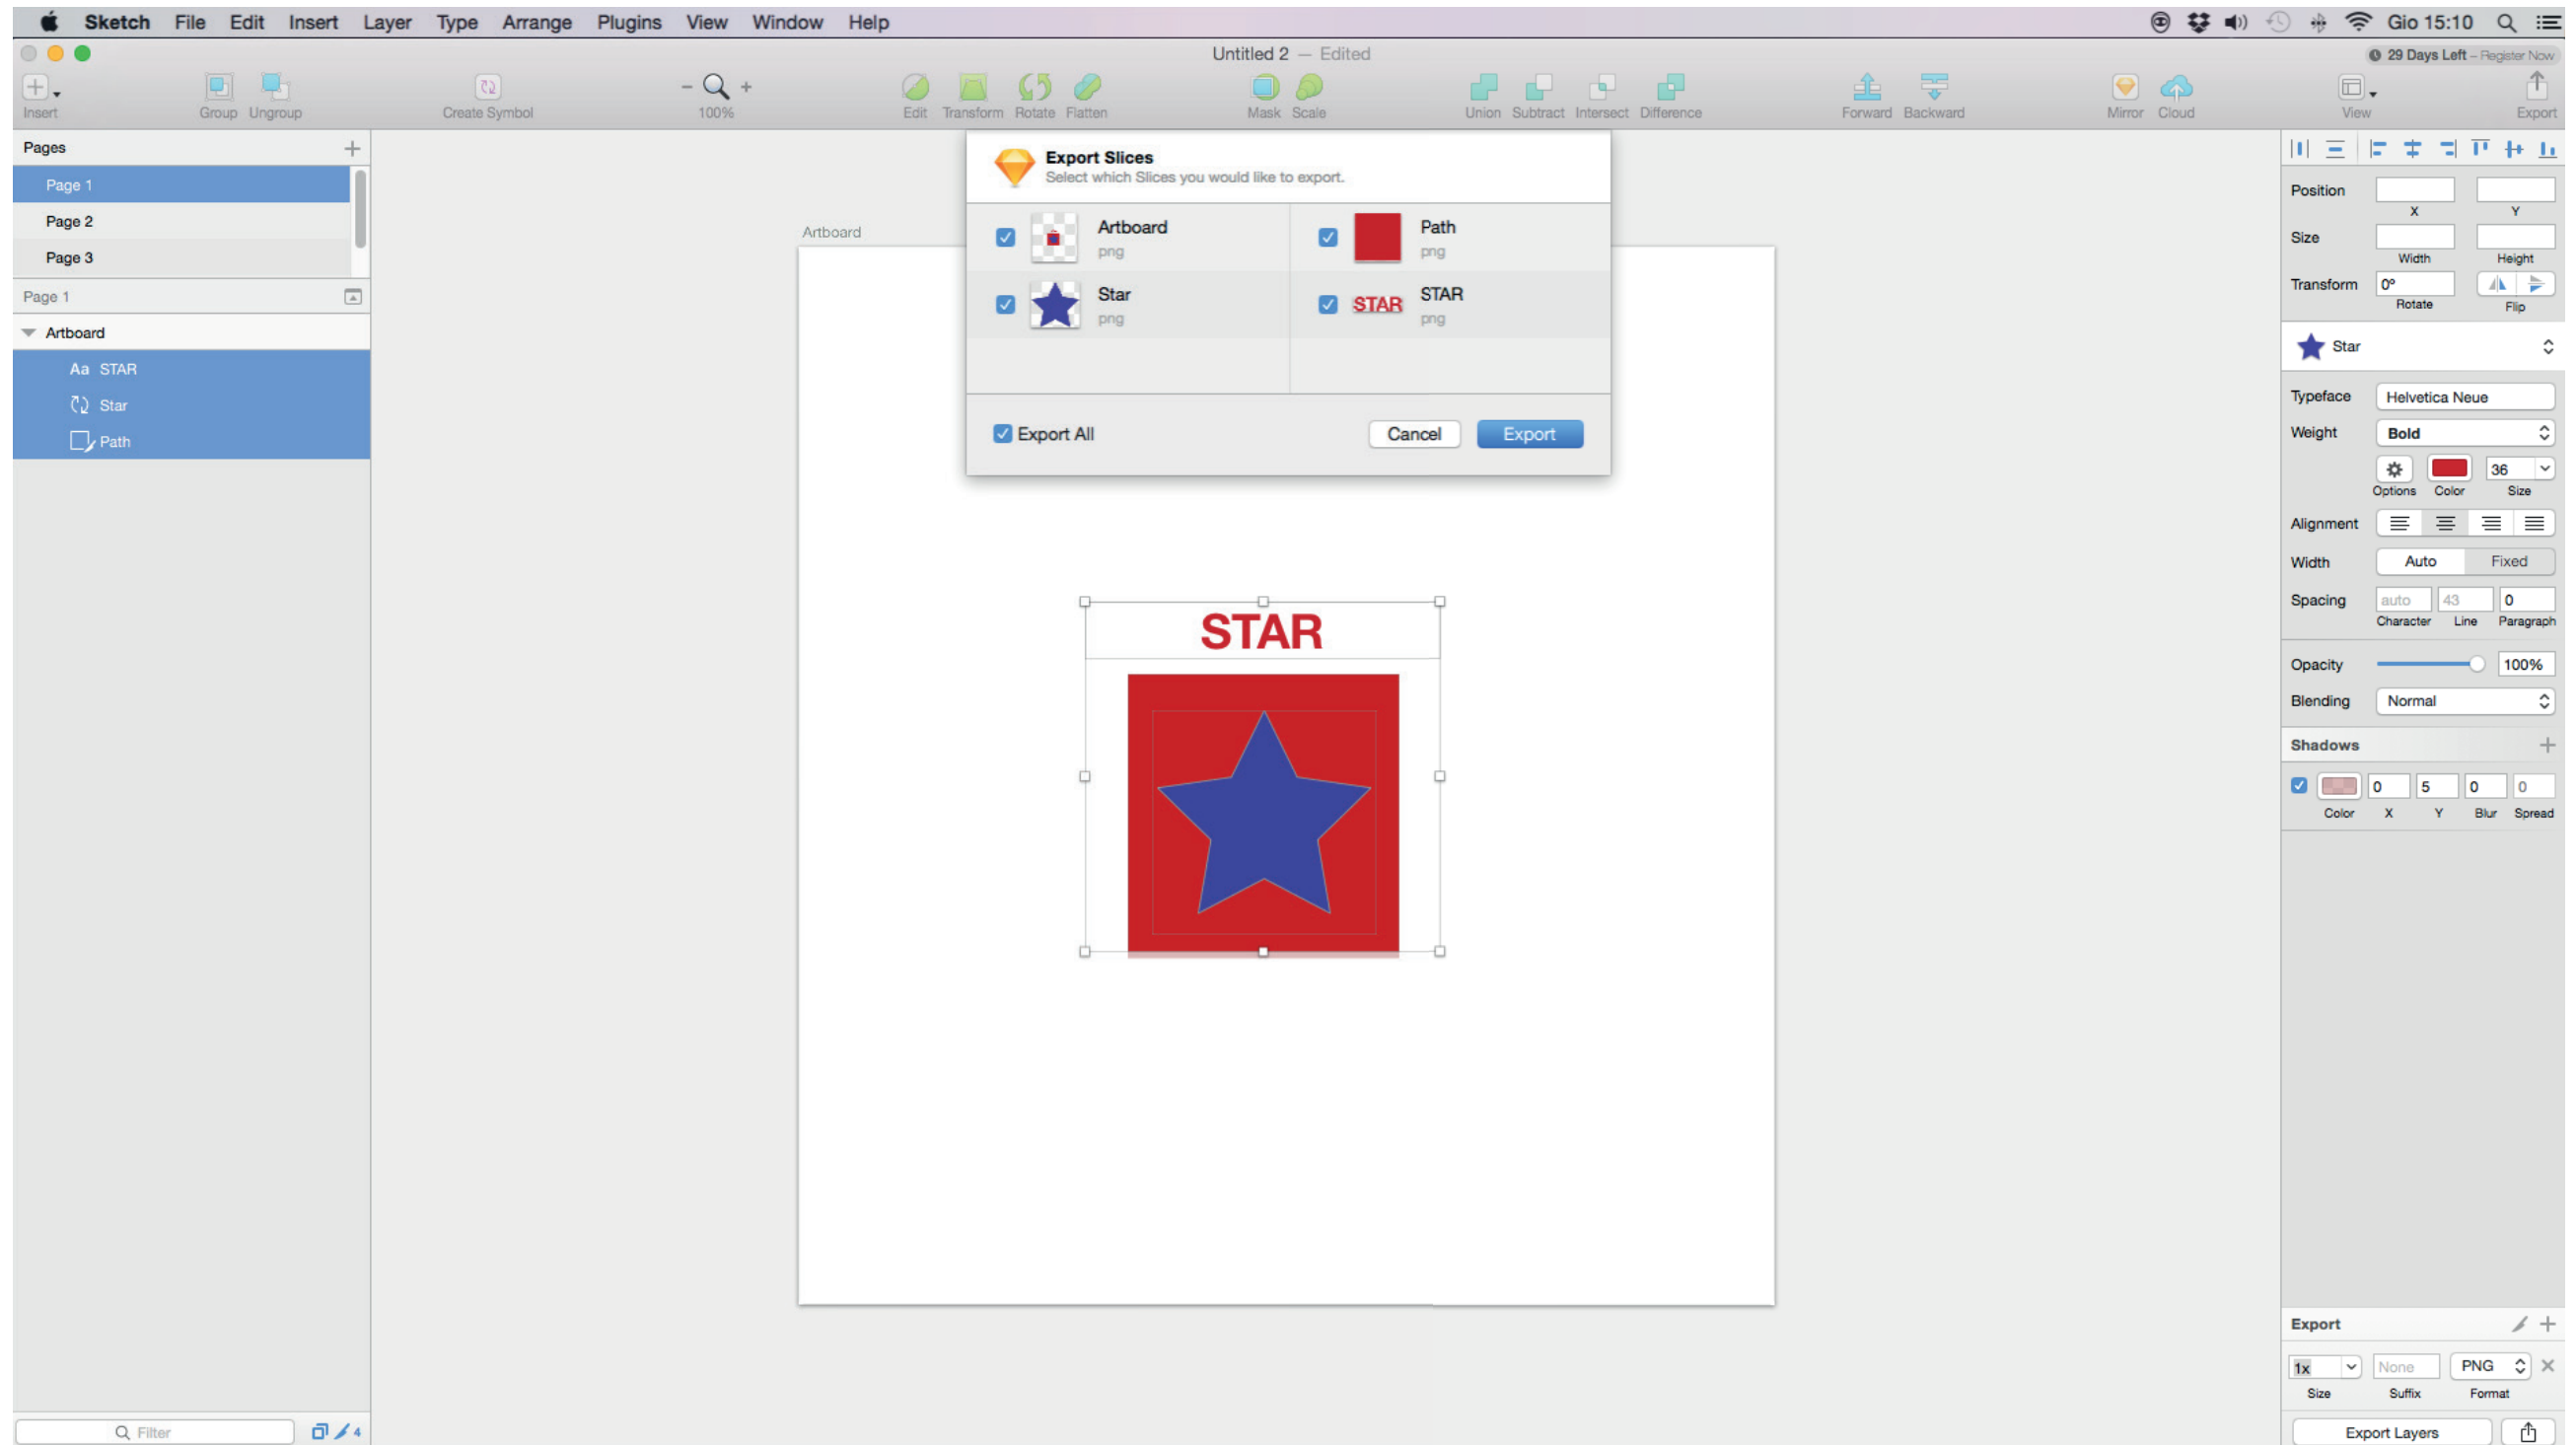 Sketch File Edit Insert Layer Type Arrange Plugins View Window Help Gio 15:10
Untitled 2 — Edited
29 Days Left – Register Now
Insert Group Ungroup Create Symbol 100% Edit Transform Rotate Flatten Mask Scale Union Subtract Intersect Difference Forward Backward Mirror Cloud View Export
Pages
Page 1
Page 2
Page 3
Page 1
Artboard
Aa STAR
Star
Path
Filter
4
Artboard
Export Slices
Select which Slices you would like to export.
Artboard
png
Path
png
Star
png
STAR
STAR
png
Export All
Cancel
Export
STAR
Position
X Y
Size
Width Height
Transform 0°
Rotate Flip
Star
Typeface Helvetica Neue
Weight Bold
36
Options Color Size
Alignment
Width Auto Fixed
Spacing auto 43 0
Character Line Paragraph
Opacity 100%
Blending Normal
Shadows
0 5 0 0
Color X Y Blur Spread
Export
1x None PNG
Size Suffix Format
Export Layers